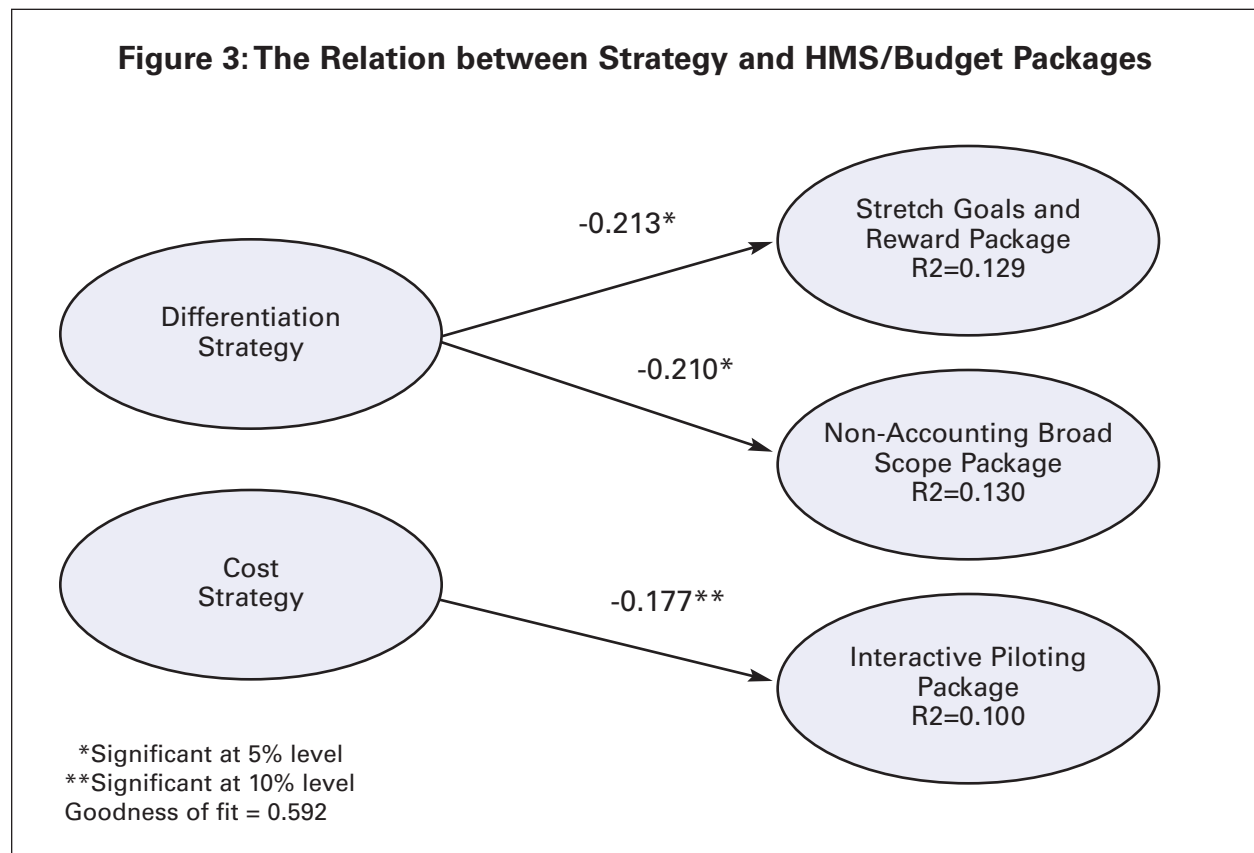 Figure 3: The Relation between Strategy and HMS/Budget Packages
Stretch Goals and
Reward Package
R2=0.129
-0.213*
Differentiation
Strategy
-0.210*
Non-Accounting Broad
Scope Package
R2=0.130
Cost
Strategy
-0.177**
Interactive Piloting
Package
R2=0.100
*Significant at 5% level
**Significant at 10% level
Goodness of fit = 0.592